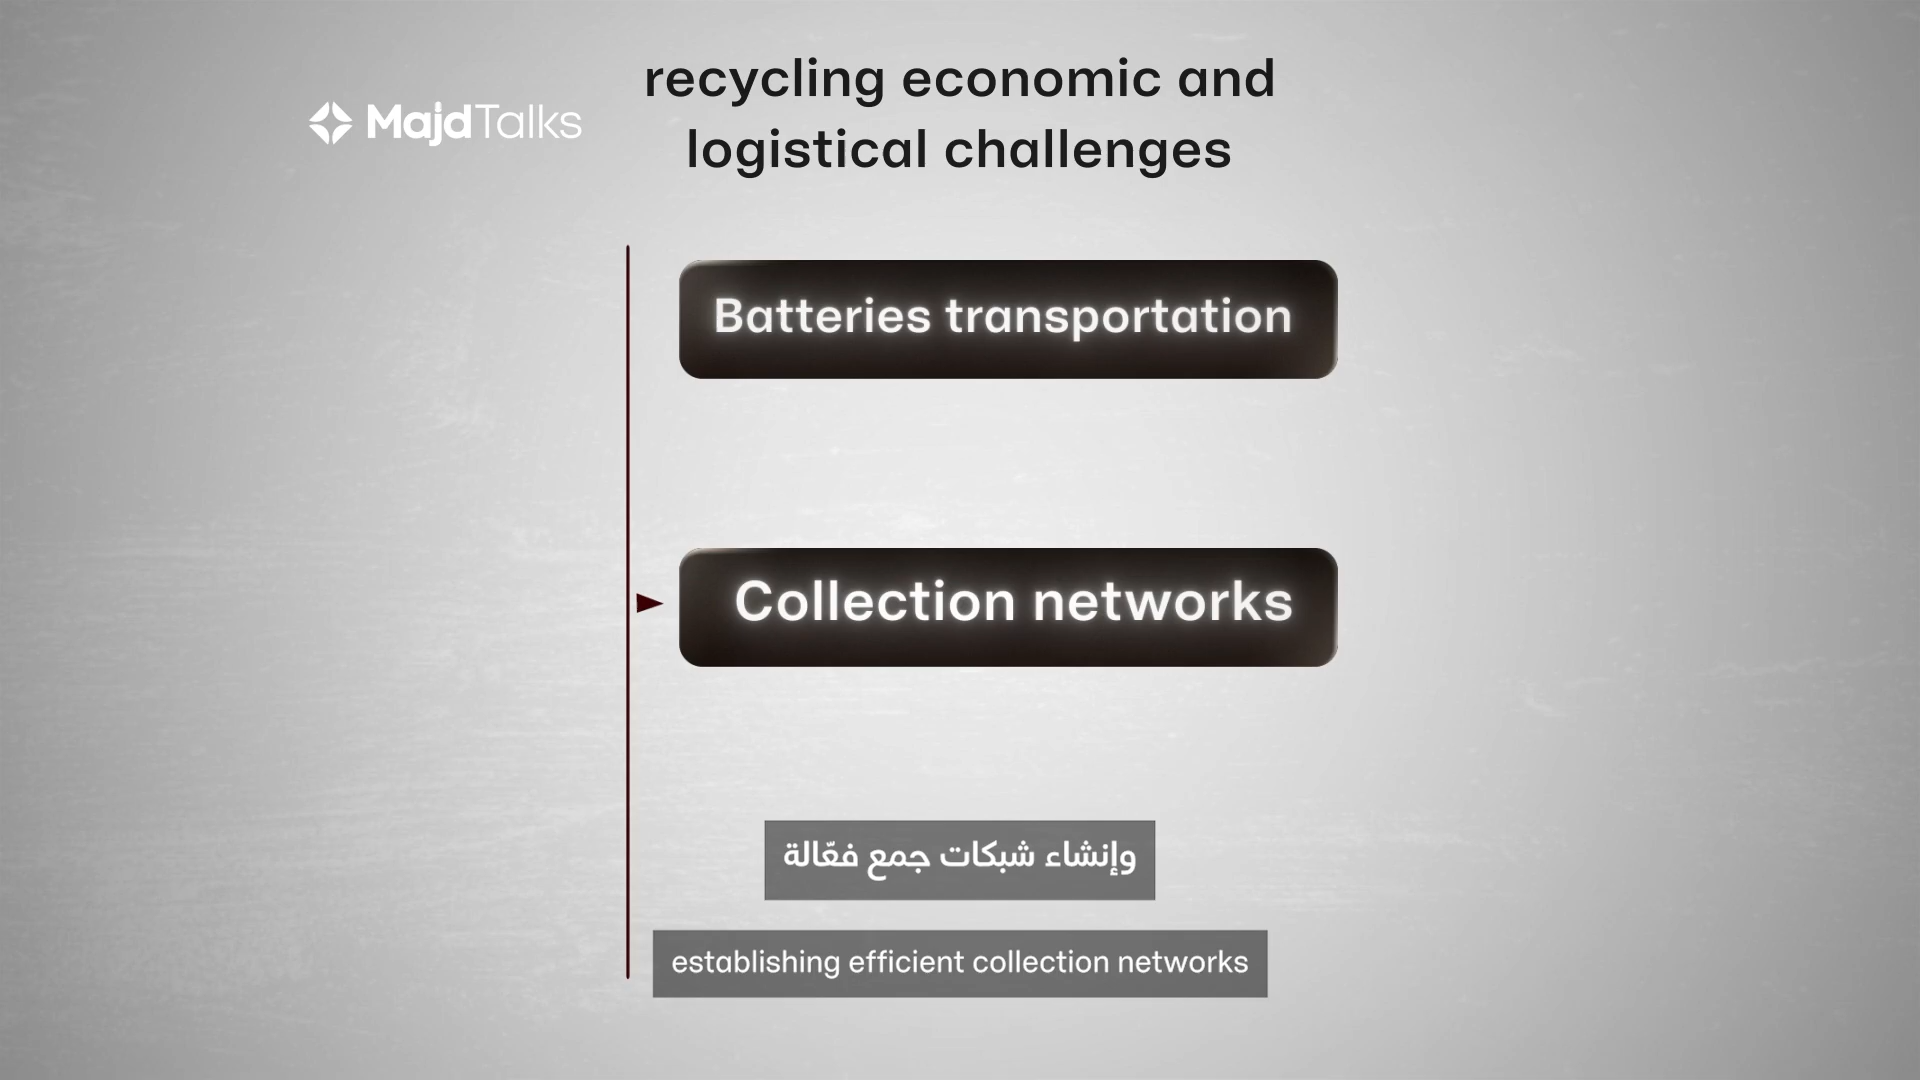 MajdTalks
recycling economic and
logistical challenges
Batteries transportation
Collection networks
وإنشاء شبكات جمع فعّالة
establishing efficient collection networks